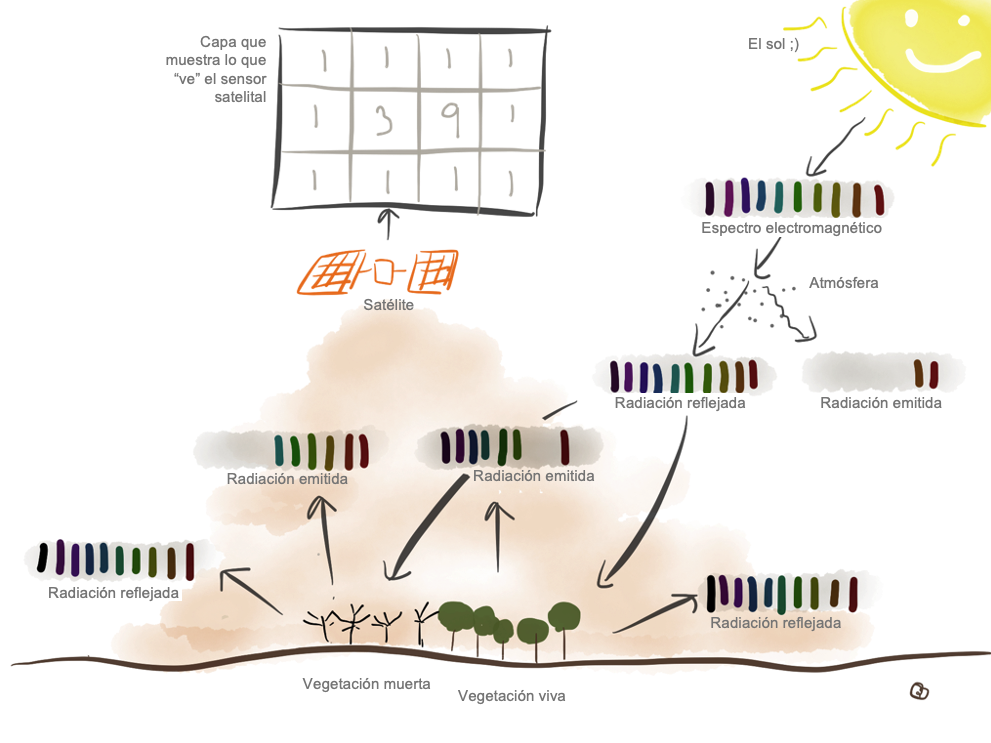 Capa que
muestra lo que
“ve” el sensor
satelital
1 1 1 1
1 3 9 1
1 1 1 1
El sol ;)
Espectro electromagnético
Atmósfera
Satélite
Radiación reflejada
Radiación emitida
Radiación emitida
Radiación emitida
Radiación reflejada
Radiación reflejada
Vegetación muerta
Vegetación viva